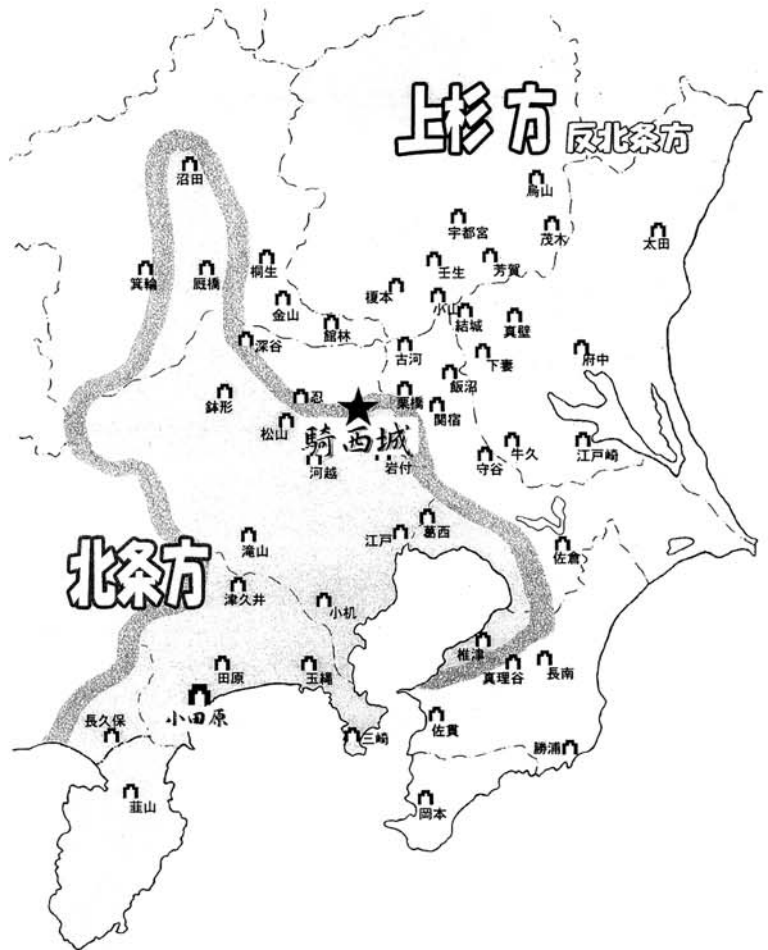 上杉方 反北条方
烏山
沼田
宇都宮
茂木
太田
桐生
壬生
芳賀
箕輪
厩橋
榎本
金山
小山
結城
真壁
館林
深谷
古河
下妻
府中
飯沼
鉢形
忍
栗橋
関宿
松山
騎西城
河越
岩付
守谷
牛久
江戸崎
滝山
江戸
葛西
佐倉
北条方
津久井
小机
椎津
真理谷
長南
田原
玉縄
小田原
長久保
三崎
佐貫
勝浦
韮山
岡本